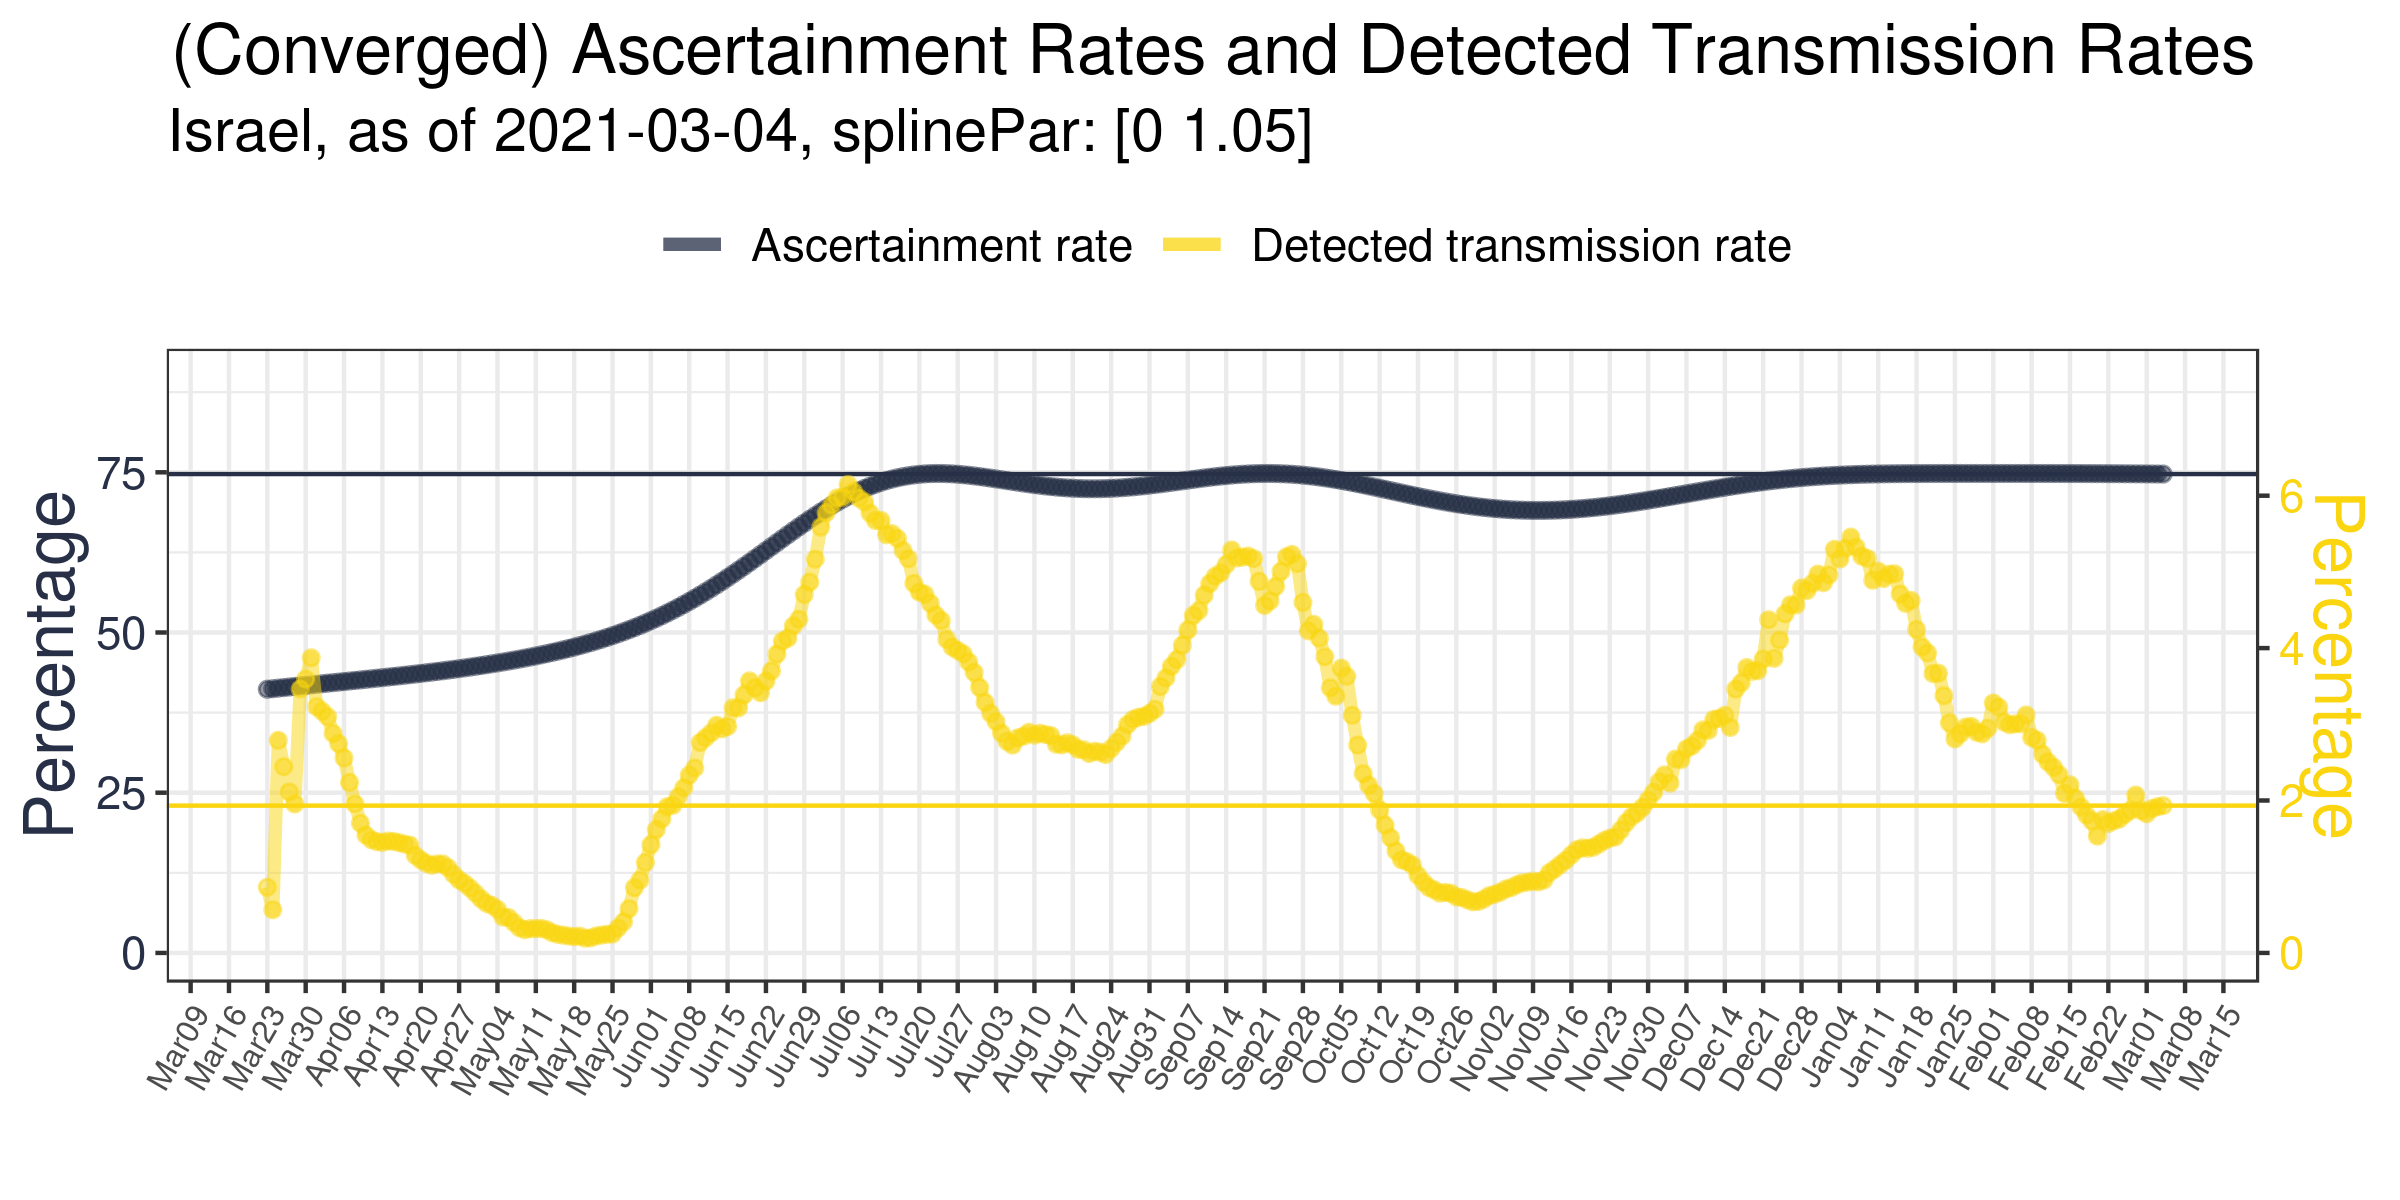 (Converged) Ascertainment Rates and Detected Transmission Rates
Israel, as of 2021-03-04, splinePar: [0 1.05]
Ascertainment rate
Detected transmission rate
Percentage
75
50
25
0
6
4
2
0
Percentage
Mar09
Mar16
Mar23
Mar30
Apr06
Apr13
Apr20
Apr27
May04
May11
May18
May25
Jun01
Jun08
Jun15
Jun22
Jun29
Jul06
Jul13
Jul20
Jul27
Aug03
Aug10
Aug17
Aug24
Aug31
Sep07
Sep14
Sep21
Sep28
Oct05
Oct12
Oct19
Oct26
Nov02
Nov09
Nov16
Nov23
Nov30
Dec07
Dec14
Dec21
Dec28
Jan04
Jan11
Jan18
Jan25
Feb01
Feb08
Feb15
Feb22
Mar01
Mar08
Mar15